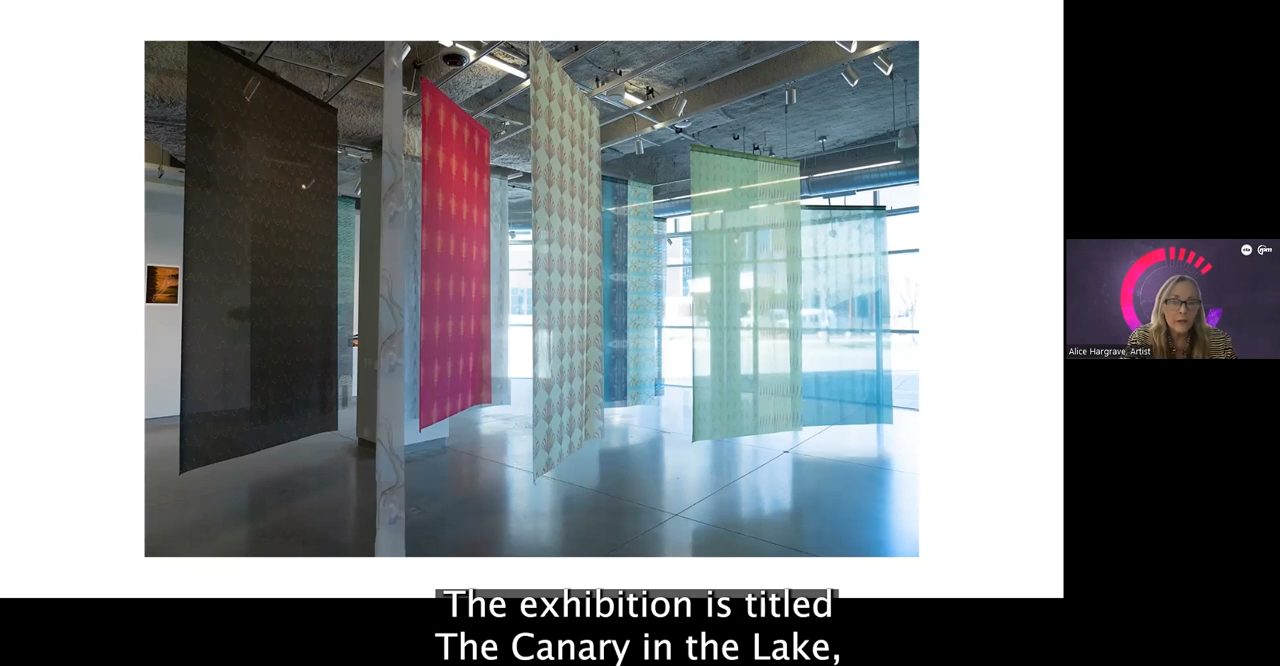 Alice Hargrave, Artist
The exhibition is titled
The Canary in the Lake,